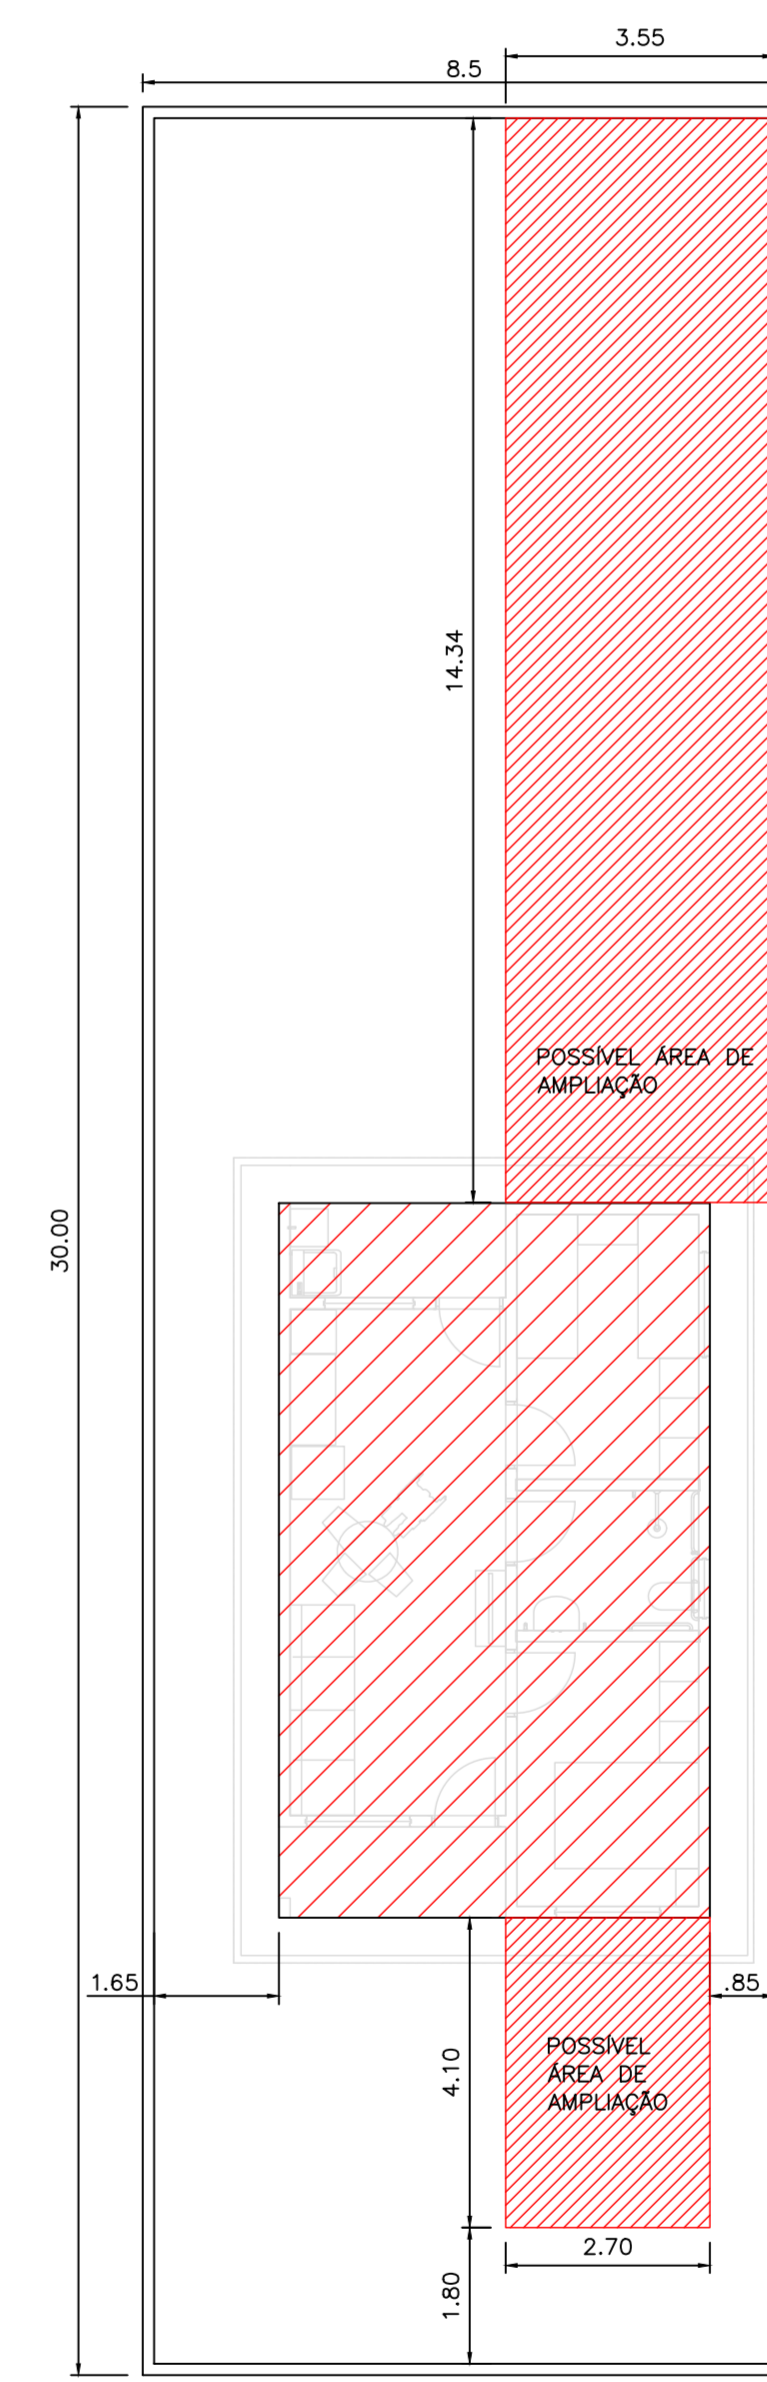 3.55
8.5
14.34
POSSÍVEL ÁREA DE
AMPLIAÇÃO
30.00
1.65
.85
4.10
POSSÍVEL
ÁREA DE
AMPLIAÇÃO
2.70
1.80